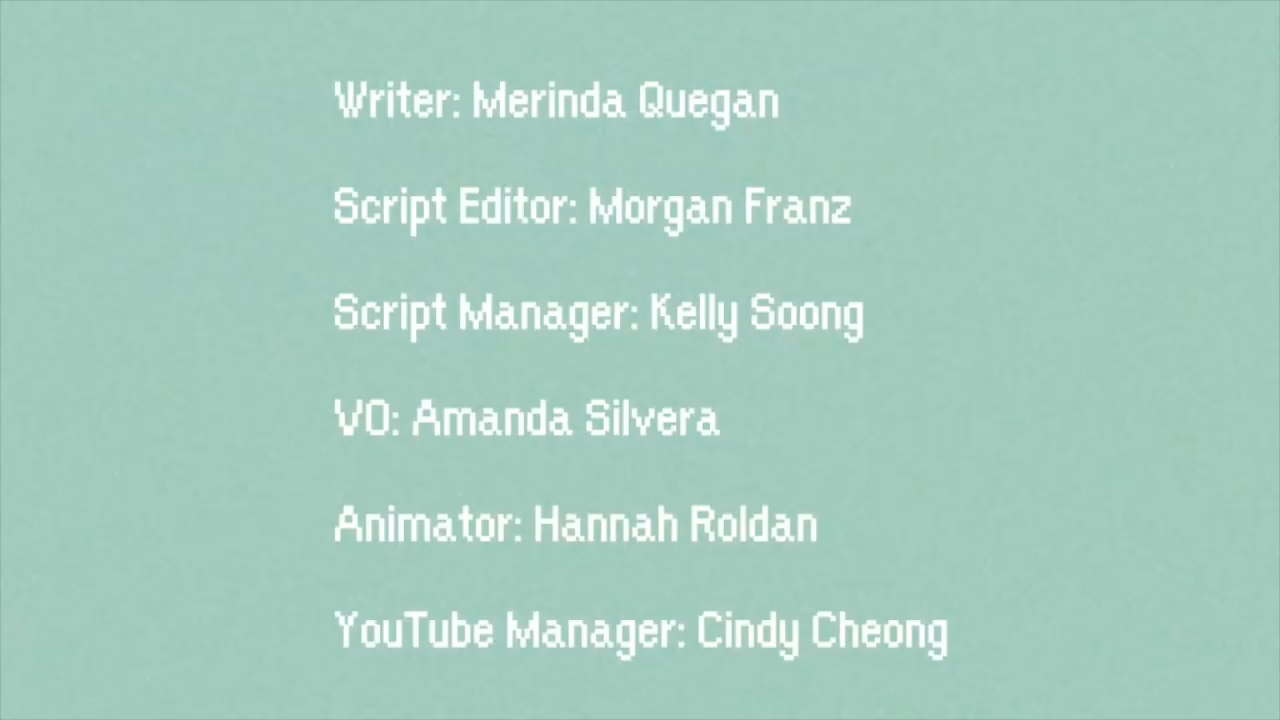 Writer: Merinda Quegan
Script Editor: Morgan Franz
Script Manager: Kelly Soong
VO: Amanda Silvera
Animator: Hannah Roldan
YouTube Manager: Cindy Cheong